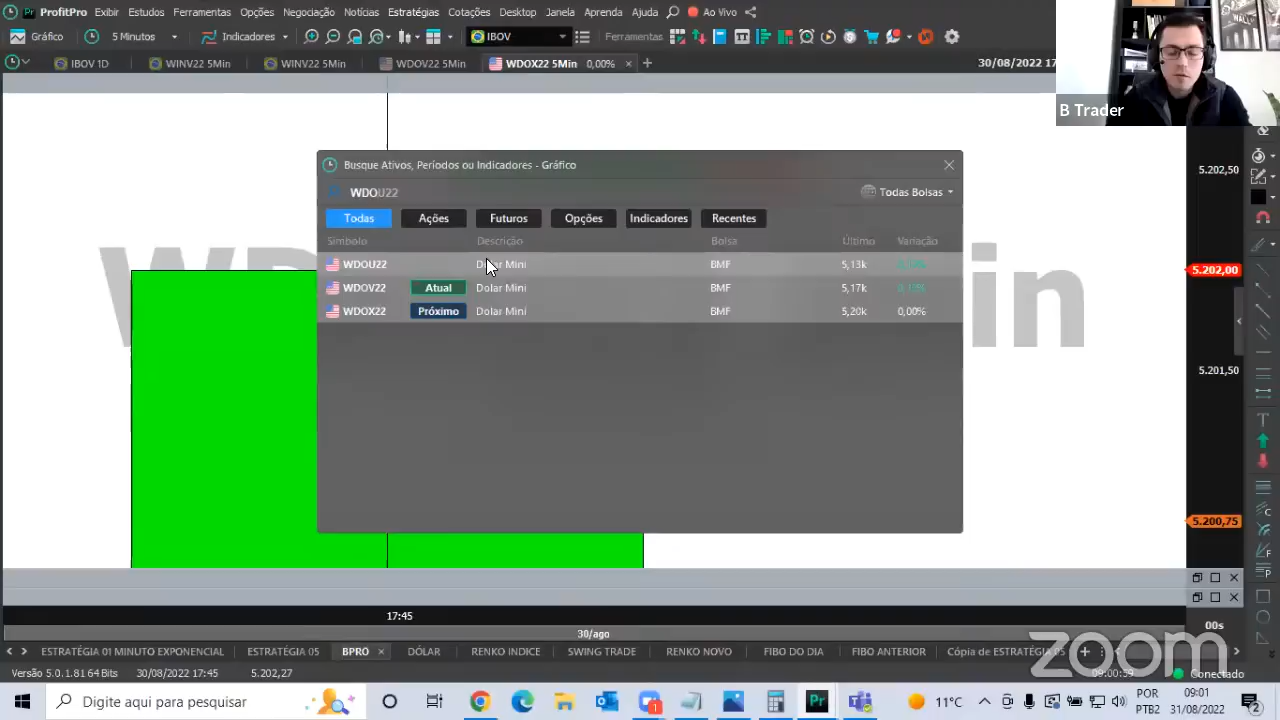 ProfitPro Exibir Estudos Ferramentas Opções Negociação Notícias Estratégias Cotações Desktop Janela Aprenda Ajuda Ao Vivo
Gráfico 5 Minutos Indicadores IBOV Ferramentas
IBOV 1D WINV22 5Min WINV22 5Min WDOX22 5Min WDOX22 5Min 0,00% 30/08/2022 17
B Trader
Busque Ativos, Períodos ou Indicadores - Gráfico
WDOU22 Todas Bolsas
Todas Ações Futuros Opções Indicadores Recentes
Símbolo Descrição Bolsa Último Variação
WDOU22 Dolar Mini BMF 5,13k
WDOV22 Atual Dolar Mini BMF 5,17k
WDOX22 Próximo Dolar Mini BMF 5,20k 0,00%
in
5.202,50
5.202,00
5.201,50
5.200,75
17:45
00s
30/ago
ESTRATÉGIA 01 MINUTO EXPONENCIAL ESTRATÉGIA 05 BPRO DÓLAR RENKO INDICE SWING TRADE RENKO NOVO FIBO DO DIA FIBO ANTERIOR Cópia de ESTRATÉGIA 05
zoom
Versão 5.0.1.81 64 Bits 30/08/2022 17:45 5.202,27 09:00:59 Conectado
Digite aqui para pesquisar 11°C POR PTB2 09:01 31/08/2022